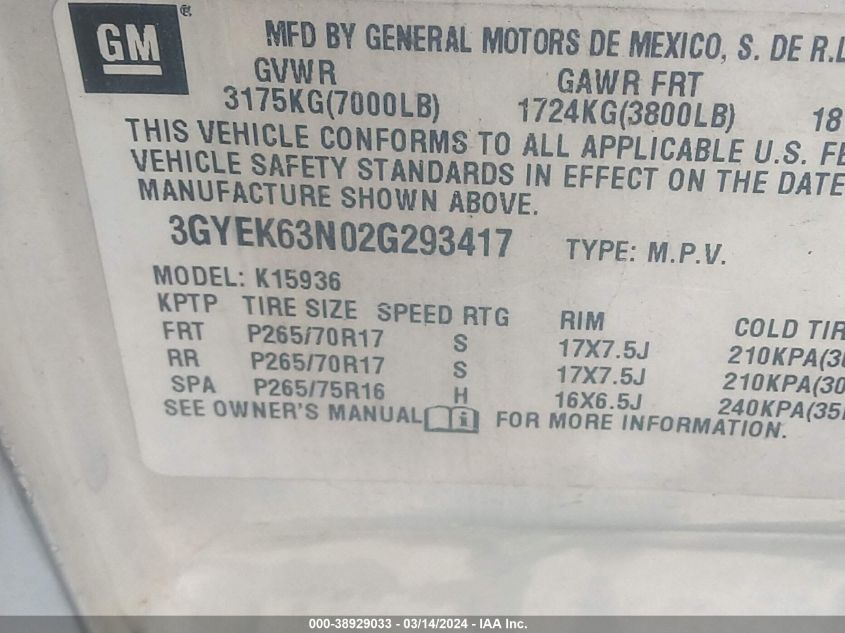 GM
MFD BY GENERAL MOTORS DE MEXICO, S. DE R.L
GVWR GAWR FRT
3175KG(7000LB) 1724KG(3800LB) 18
THIS VEHICLE CONFORMS TO ALL APPLICABLE U.S. FE
VEHICLE SAFETY STANDARDS IN EFFECT ON THE DATE
MANUFACTURE SHOWN ABOVE.
3GYEK63N02G293417 TYPE: M.P.V.
MODEL: K15936
KPTP TIRE SIZE SPEED RTG RIM COLD TIR
FRT P265/70R17 S 17X7.5J 210KPA(30
RR P265/70R17 S 17X7.5J 210KPA(30
SPA P265/75R16 H 16X6.5J 240KPA(35
SEE OWNER'S MANUAL i FOR MORE INFORMATION.
000-38929033 - 03/14/2024 - IAA Inc.